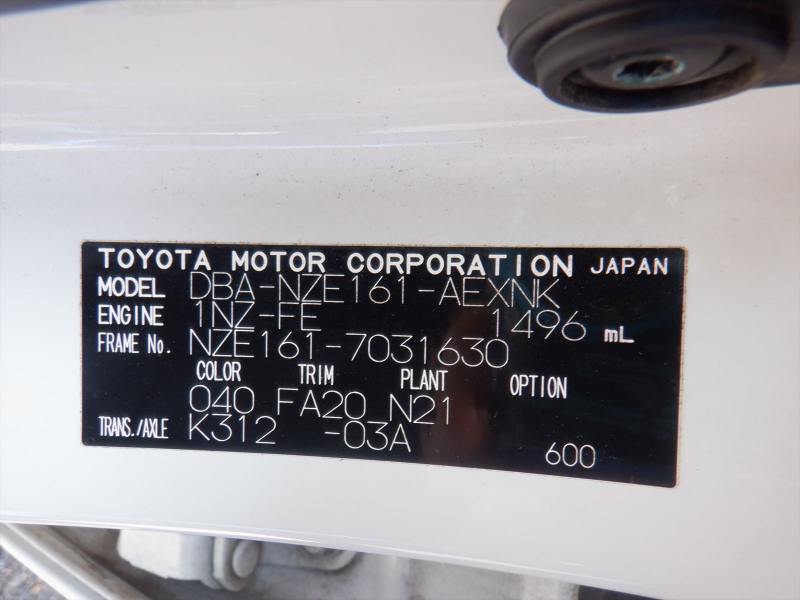 TOYOTA MOTOR CORPORATION JAPAN
MODEL DBA-NZE161-AEXNK
ENGINE 1NZ-FE 1496 mL
FRAME No. NZE161-7031630
COLOR TRIM PLANT OPTION
040 FA20 N21
TRANS./AXLE K312 -03A 600